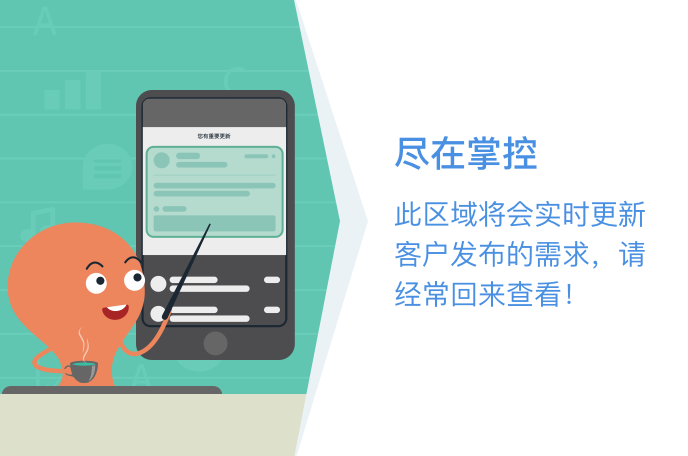 您有重要更新
尽在掌控
此区域将会实时更新
客户发布的需求，请
经常回来查看！